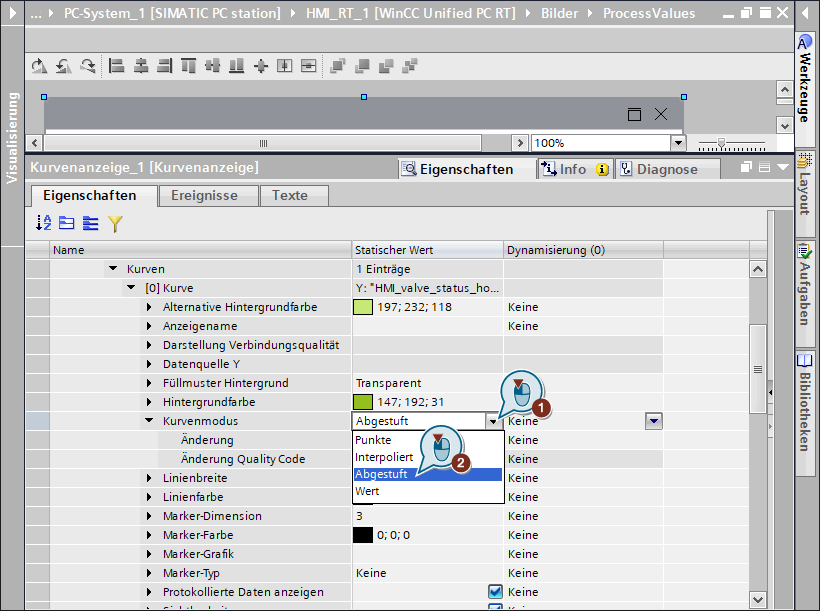 ... ▸ PC-System_1 [SIMATIC PC station] ▸ HMI_RT_1 [WinCC Unified PC RT] ▸ Bilder ▸ ProcessValues
Visualisierung
100%
Kurvenanzeige_1 [Kurvenanzeige]
Eigenschaften
Info
Diagnose
Eigenschaften
Ereignisse
Texte
Name Statischer Wert Dynamisierung (0)
Kurven 1 Einträge
[0] Kurve Y: "HMI_valve_status_ho...
Alternative Hintergrundfarbe 197; 232; 118 Keine
Anzeigename Keine
Darstellung Verbindungsqualität
Datenquelle Y
Füllmuster Hintergrund Transparent Keine
Hintergrundfarbe 147; 192; 31 Keine
Kurvenmodus Abgestuft Keine
1
Änderung Keine
Änderung Quality Code Keine
Punkte
Interpoliert
Abgestuft
Wert
2
Linienbreite Keine
Linienfarbe Keine
Marker-Dimension 3 Keine
Marker-Farbe 0; 0; 0 Keine
Marker-Grafik Keine
Marker-Typ Keine Keine
Protokollierte Daten anzeigen Keine
Werkzeuge
Layout
Aufgaben
Bibliotheken